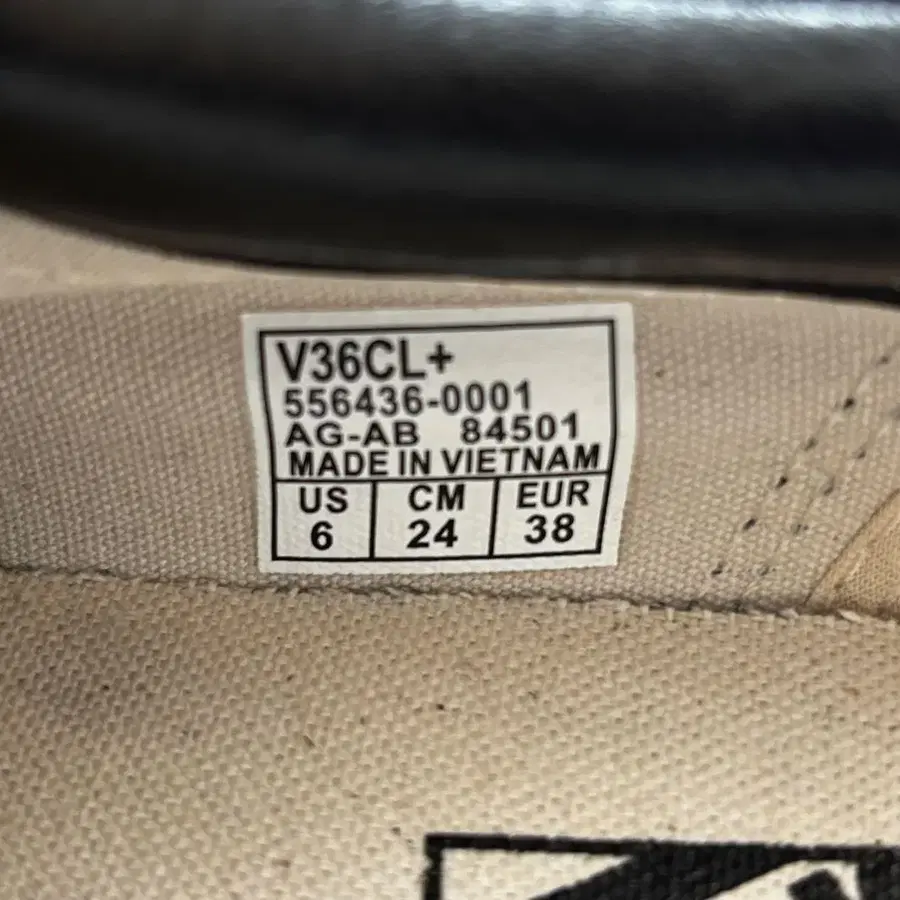 V36CL+
556436-0001
AG-AB 84501
MADE IN VIETNAM
US CM EUR
6 24 38